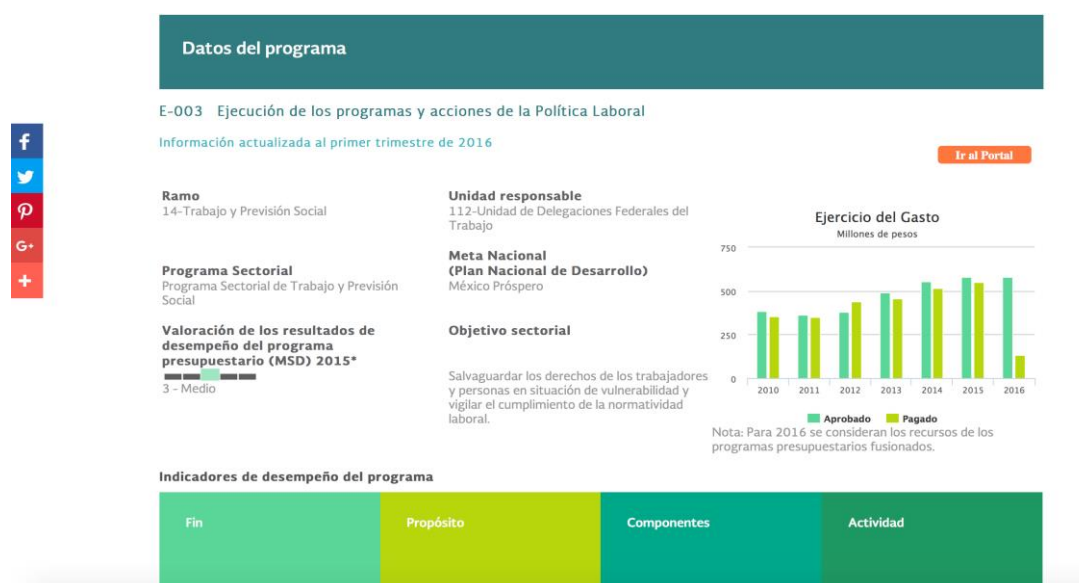 Datos del programa
E-003 Ejecución de los programas y acciones de la Política Laboral
Información actualizada al primer trimestre de 2016
Ir al Portal
f
G+
+
Ramo
14-Trabajo y Previsión Social
Unidad responsable
112-Unidad de Delegaciones Federales del
Trabajo
Programa Sectorial
Programa Sectorial de Trabajo y Previsión
Social
Meta Nacional
(Plan Nacional de Desarrollo)
México Próspero
Valoración de los resultados de
desempeño del programa
presupuestario (MSD) 2015*
3 - Medio
Objetivo sectorial
Salvaguardar los derechos de los trabajadores
y personas en situación de vulnerabilidad y
vigilar el cumplimiento de la normatividad
laboral.
Ejercicio del Gasto
Millones de pesos
750
500
250
0
2010 2011 2012 2013 2014 2015 2016
Aprobado Pagado
Nota: Para 2016 se consideran los recursos de los
programas presupuestarios fusionados.
Indicadores de desempeño del programa
Fin Propósito Componentes Actividad